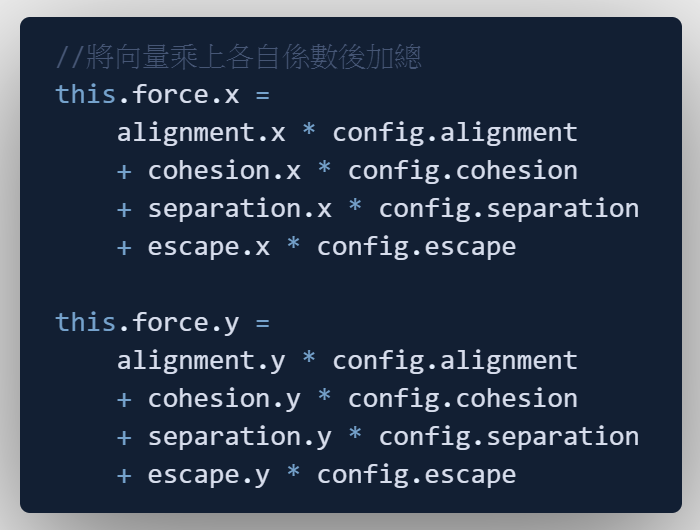 //將向量乘上各自係數後加總
this.force.x =
    alignment.x * config.alignment
    + cohesion.x * config.cohesion
    + separation.x * config.separation
    + escape.x * config.escape

this.force.y =
    alignment.y * config.alignment
    + cohesion.y * config.cohesion
    + separation.y * config.separation
    + escape.y * config.escape